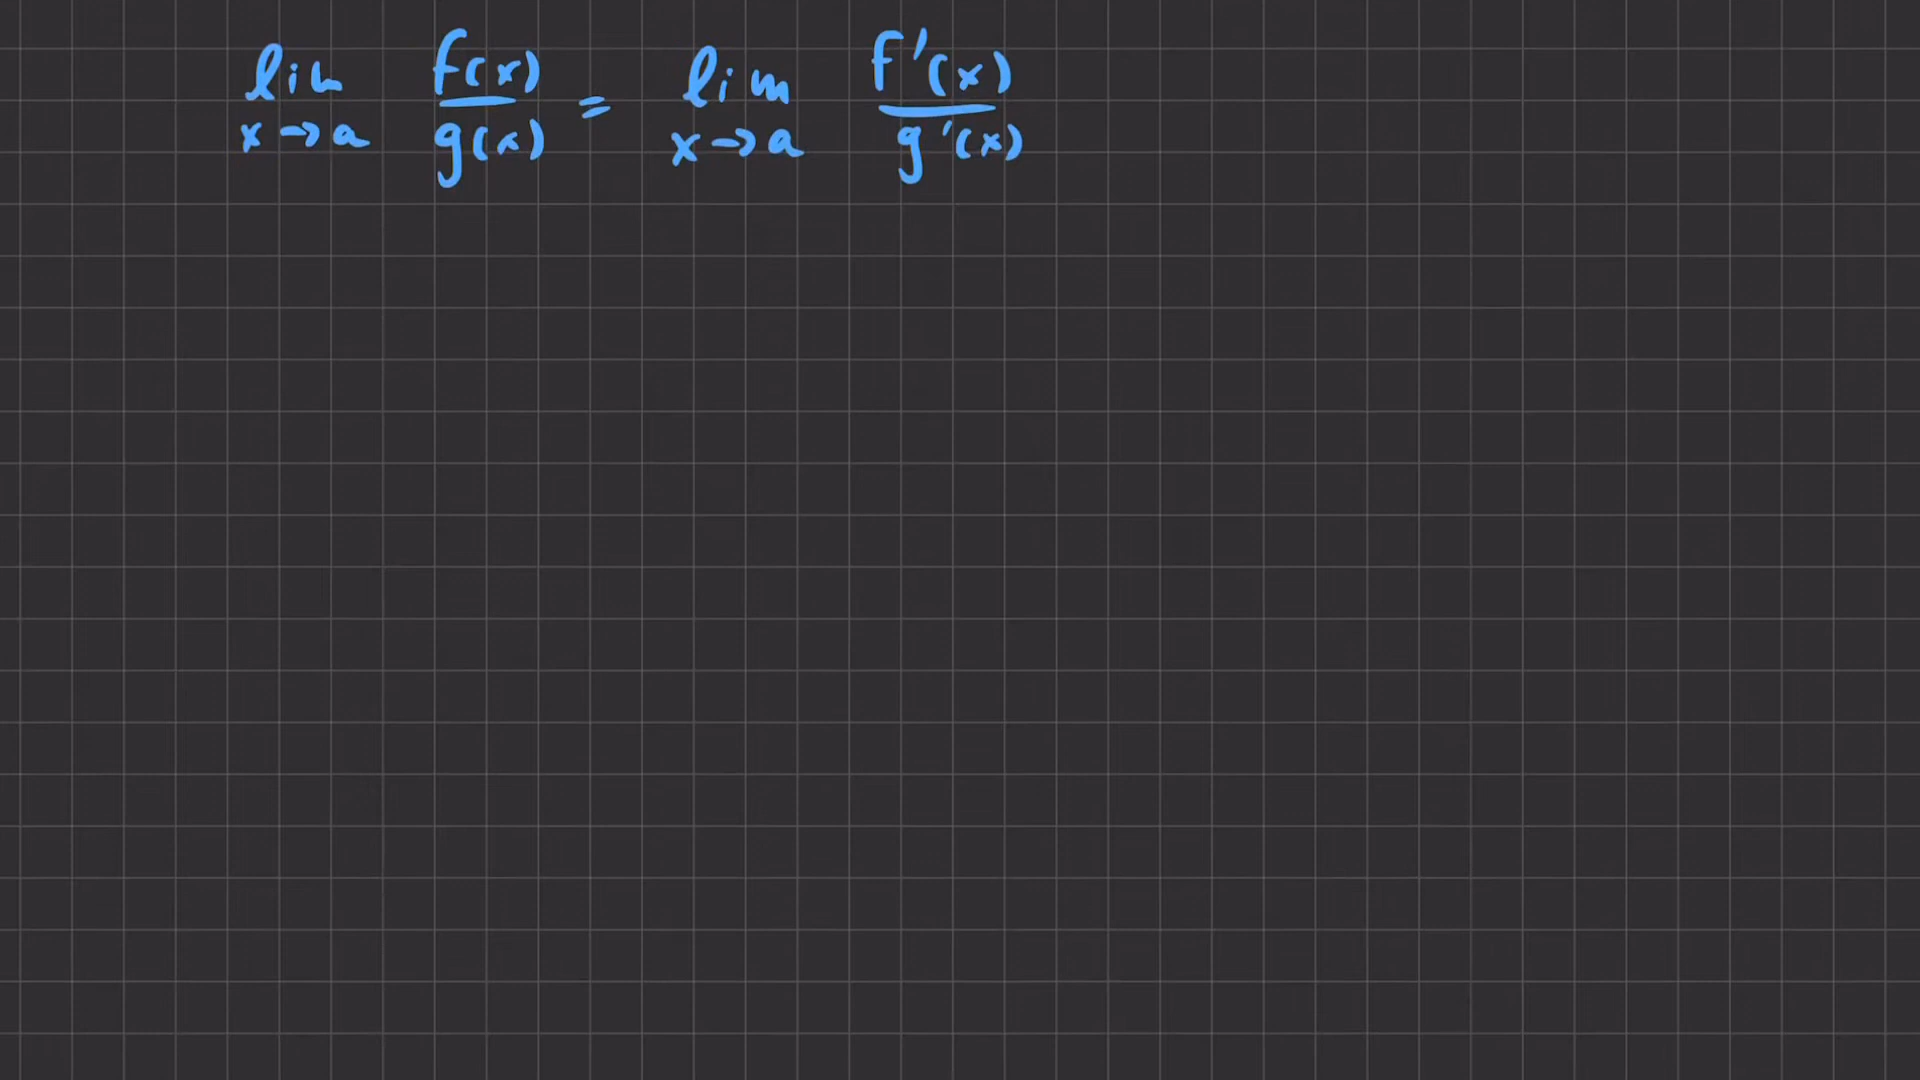 lim x→a f(x)/g(x) = lim x→a f'(x)/g'(x)